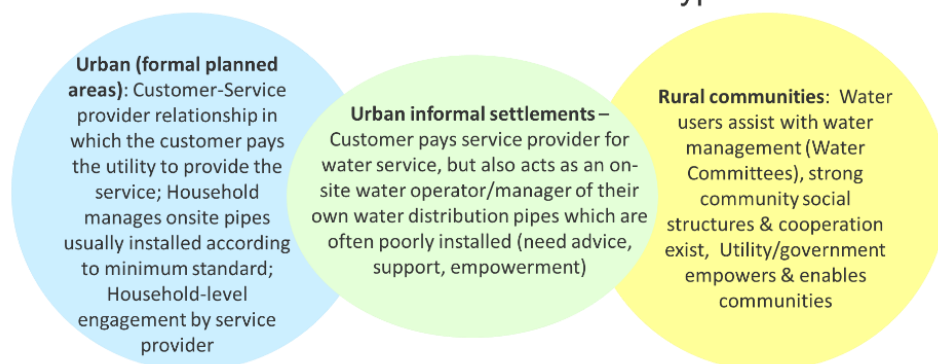 Urban (formal planned
areas): Customer-Service
provider relationship in
which the customer pays
the utility to provide the
service; Household
manages onsite pipes
usually installed according
to minimum standard;
Household-level
engagement by service
provider
Urban informal settlements –
Customer pays service provider for
water service, but also acts as an on-
site water operator/manager of their
own water distribution pipes which are
often poorly installed (need advice,
support, empowerment)
Rural communities: Water
users assist with water
management (Water
Committees), strong
community social
structures & cooperation
exist, Utility/government
empowers & enables
communities